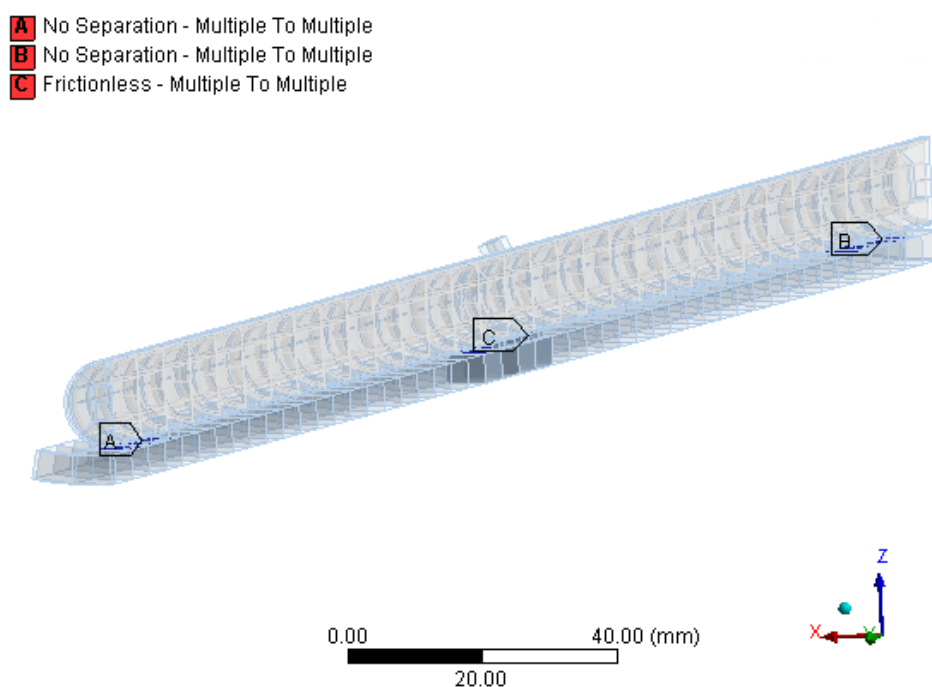 A No Separation - Multiple To Multiple
B No Separation - Multiple To Multiple
C Frictionless - Multiple To Multiple
B
C
A
Z
X
Y
0.00 40.00 (mm)
20.00